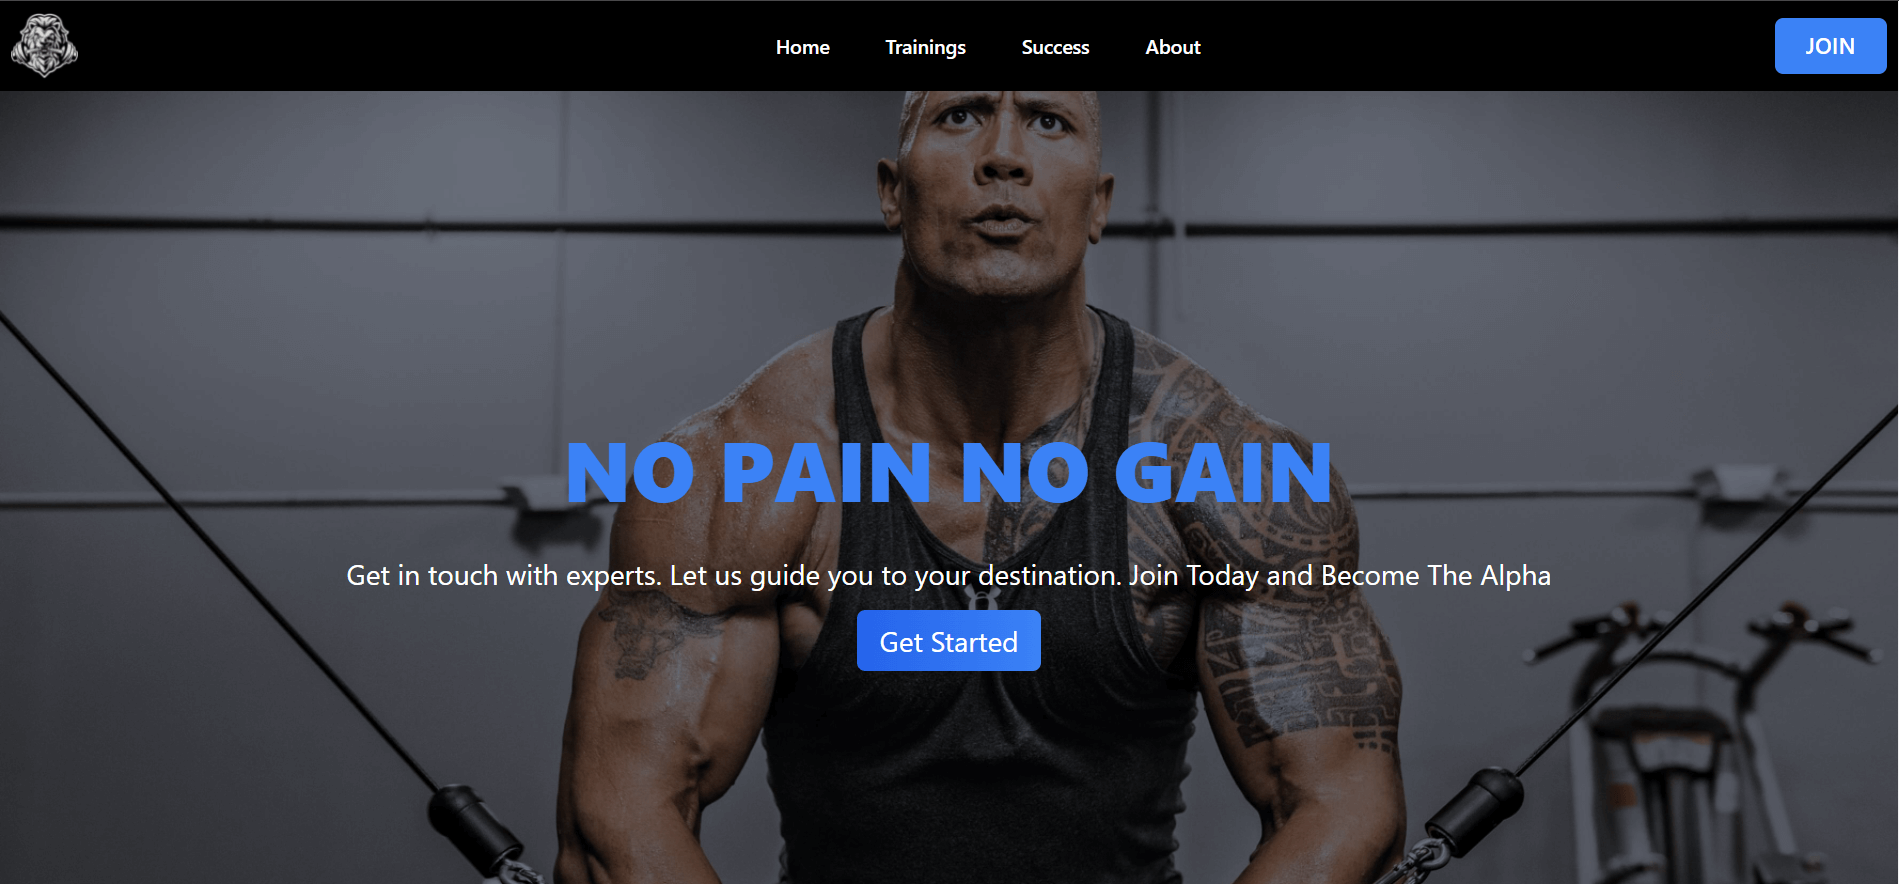 Home Trainings Success About JOIN
NO PAIN NO GAIN
Get in touch with experts. Let us guide you to your destination. Join Today and Become The Alpha
Get Started